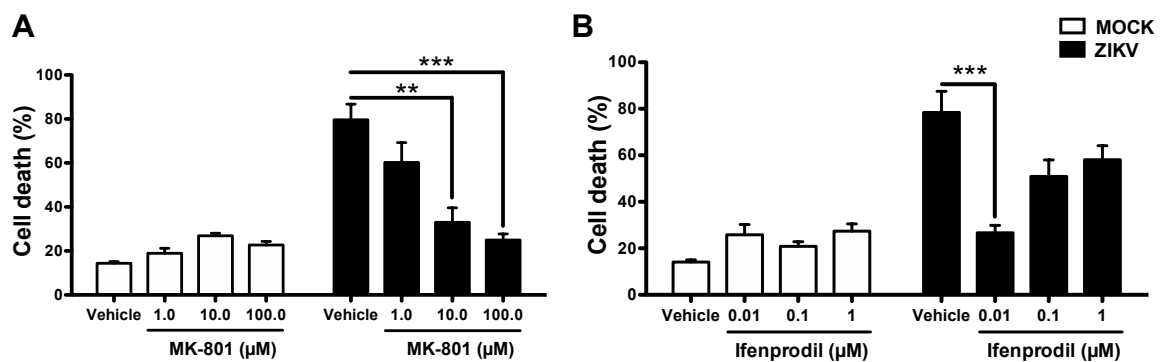 A
Cell death (%)
100
80
60
40
20
0
***
**
Vehicle 1.0 10.0 100.0 Vehicle 1.0 10.0 100.0
MK-801 (µM) MK-801 (µM)
B
MOCK
ZIKV
Cell death (%)
100
80
60
40
20
0
***
Vehicle 0.01 0.1 1 Vehicle 0.01 0.1 1
Ifenprodil (µM) Ifenprodil (µM)